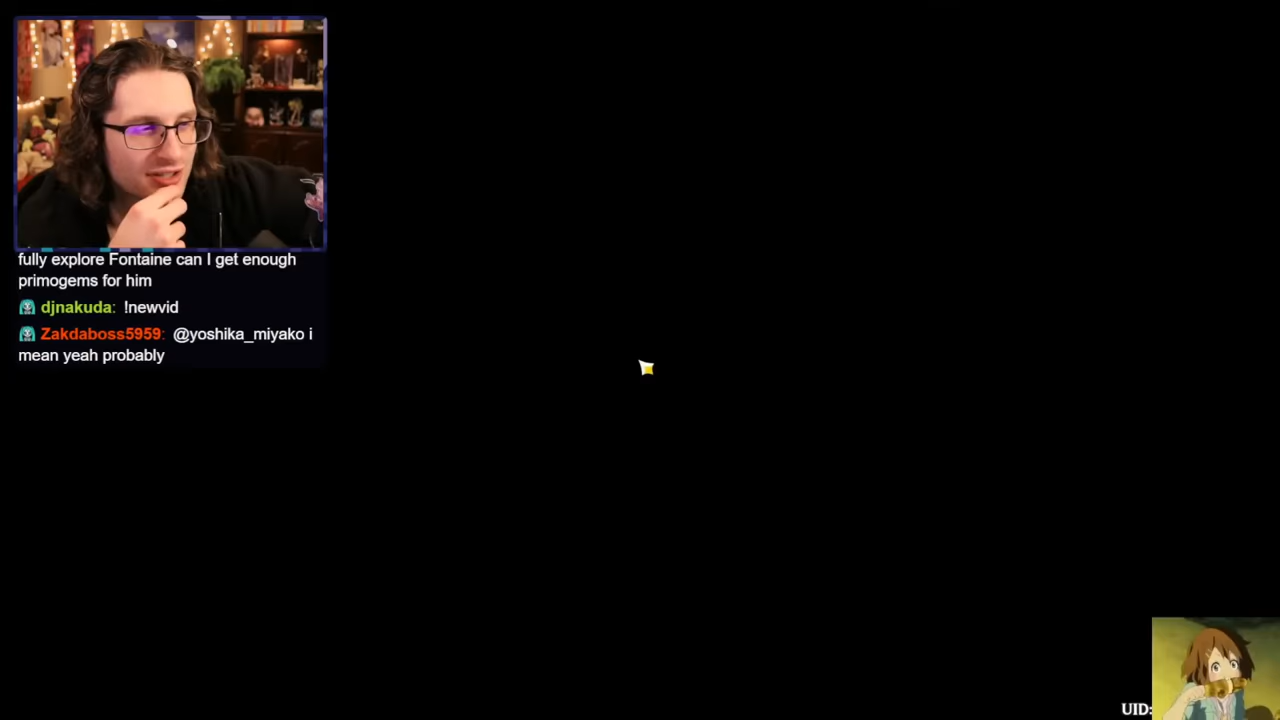 fully explore Fontaine can I get enough
primogems for him
djnakuda: !newvid
Zakdaboss5959: @yoshika_miyako i
mean yeah probably
UID: